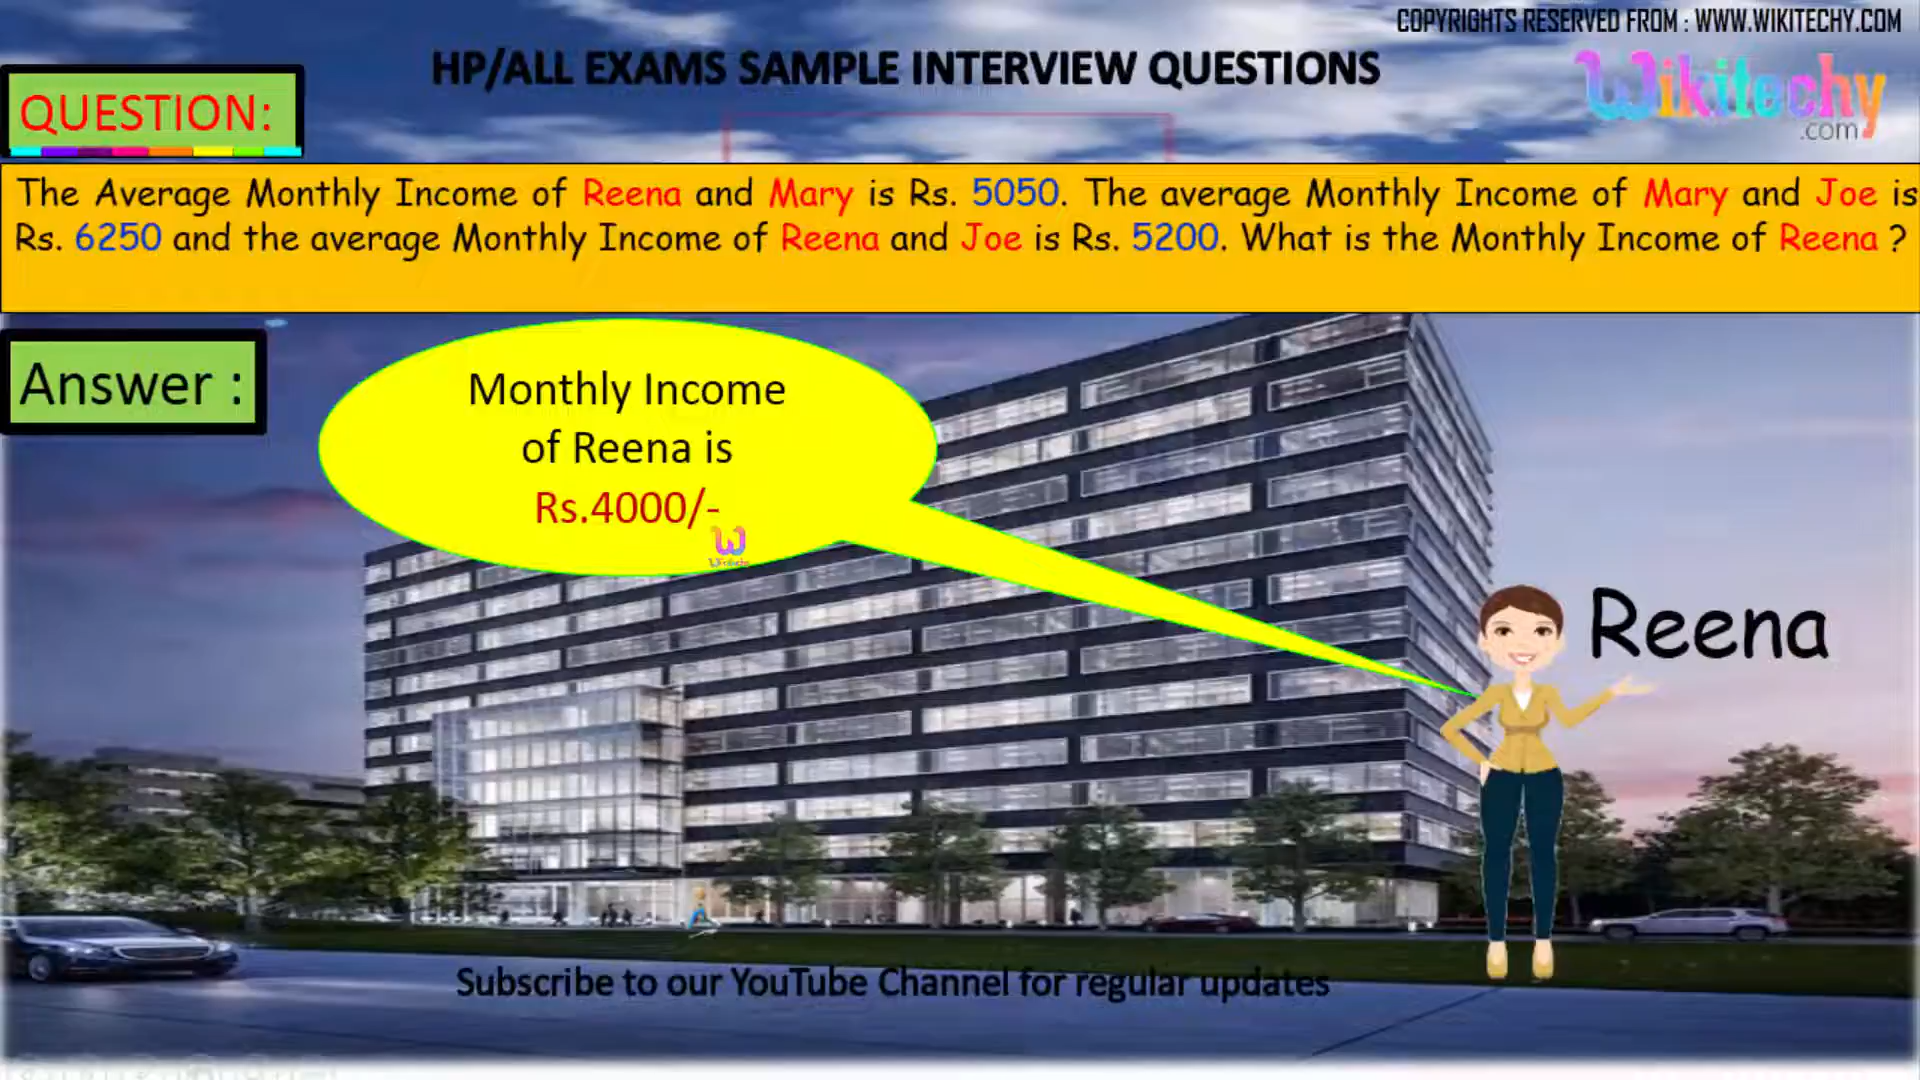 COPYRIGHTS RESERVED FROM : WWW.WIKITECHY.COM
HP/ALL EXAMS SAMPLE INTERVIEW QUESTIONS
Wikitechy
.com
QUESTION:
The Average Monthly Income of Reena and Mary is Rs. 5050. The average Monthly Income of Mary and Joe is
Rs. 6250 and the average Monthly Income of Reena and Joe is Rs. 5200. What is the Monthly Income of Reena ?
Answer :
Monthly Income
of Reena is
Rs.4000/-
W
Wikitechy
Reena
Subscribe to our YouTube Channel for regular updates